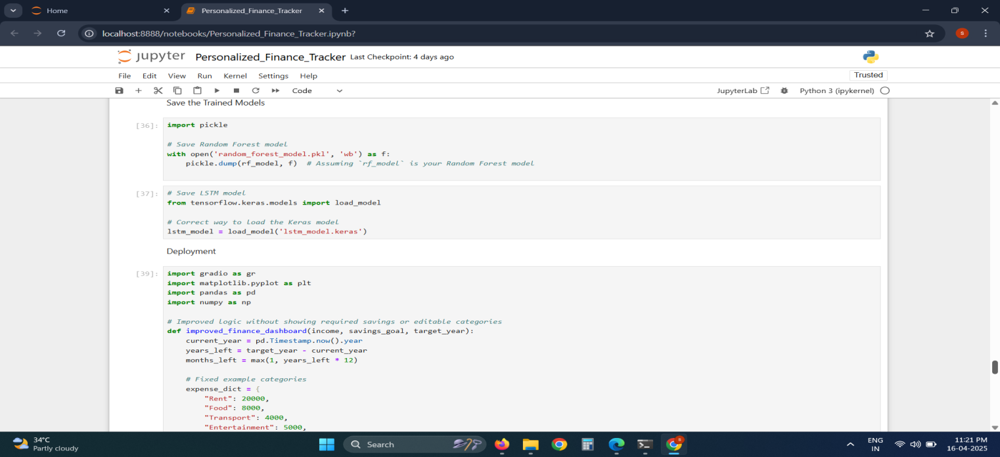 Home
Personalized_Finance_Tracker
localhost:8888/notebooks/Personalized_Finance_Tracker.ipynb?
S
jupyter Personalized_Finance_Tracker Last Checkpoint: 4 days ago
File Edit View Run Kernel Settings Help
Trusted
Code
JupyterLab
Python 3 (ipykernel)
Save the Trained Models
[36]:
import pickle
# Save Random Forest model
with open('random_forest_model.pkl', 'wb') as f:
    pickle.dump(rf_model, f)  # Assuming `rf_model` is your Random Forest model
[37]:
# Save LSTM model
from tensorflow.keras.models import load_model
# Correct way to load the Keras model
lstm_model = load_model('lstm_model.keras')
Deployment
[39]:
import gradio as gr
import matplotlib.pyplot as plt
import pandas as pd
import numpy as np
# Improved logic without showing required savings or editable categories
def improved_finance_dashboard(income, savings_goal, target_year):
    current_year = pd.Timestamp.now().year
    years_left = target_year - current_year
    months_left = max(1, years_left * 12)
    # Fixed example categories
    expense_dict = {
        "Rent": 20000,
        "Food": 8000,
        "Transport": 4000,
        "Entertainment": 5000,
34°C
Partly cloudy
Search
ENG
IN
11:21 PM
16-04-2025